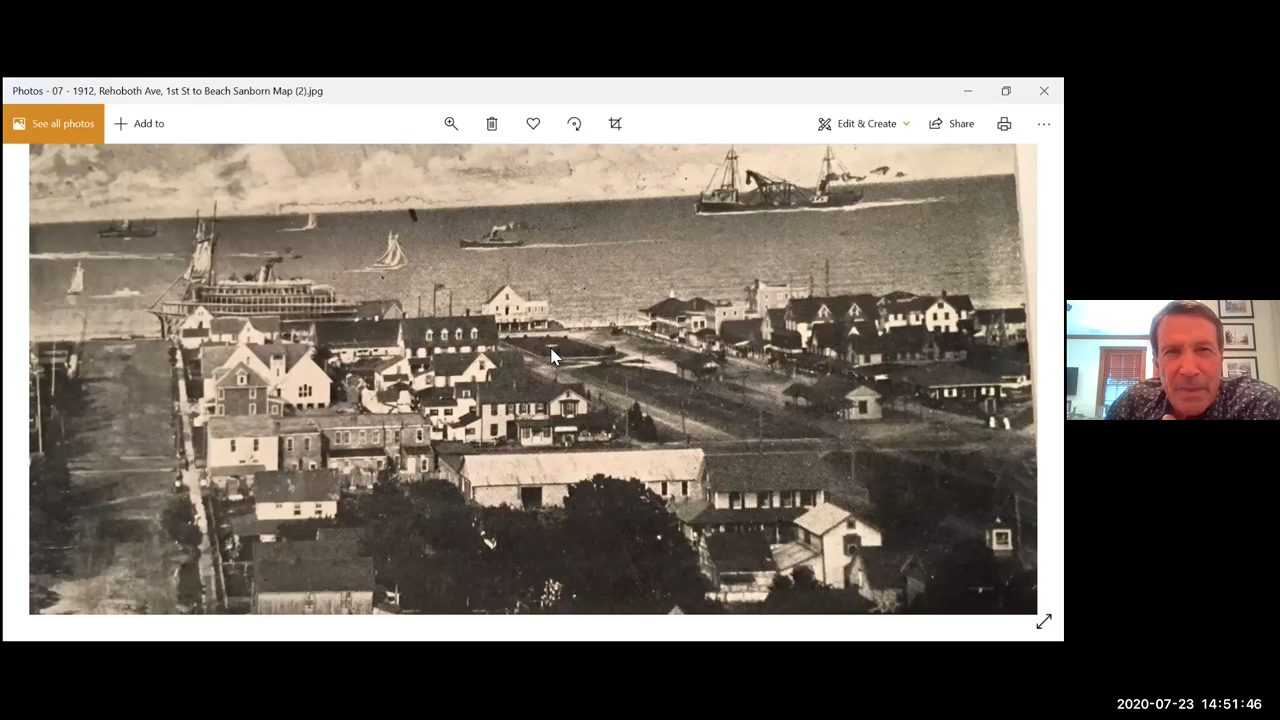 Photos - 07 - 1912, Rehoboth Ave, 1st St to Beach Sanborn Map (2).jpg
See all photos
Add to
Edit & Create
Share
2020-07-23 14:51:46